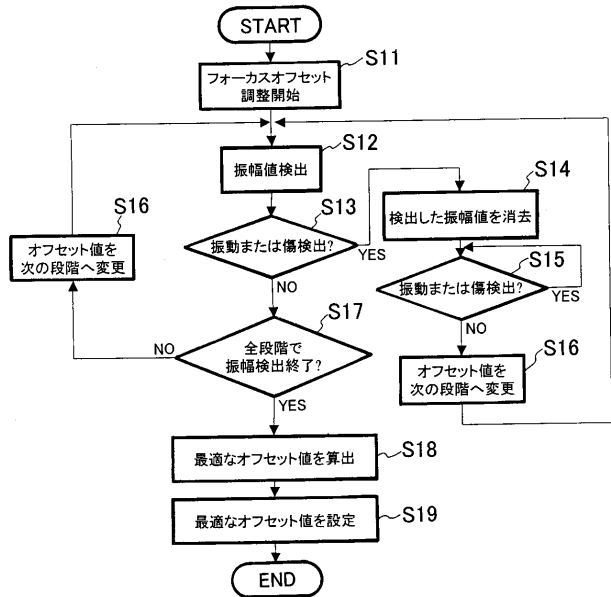 START
フォーカスオフセット
調整開始
S11
振幅値検出
S12
振動または傷検出?
S13
YES
NO
検出した振幅値を消去
S14
振動または傷検出?
S15
YES
NO
オフセット値を
次の段階へ変更
S16
オフセット値を
次の段階へ変更
S16
全段階で
振幅検出終了?
S17
NO
YES
最適なオフセット値を算出
S18
最適なオフセット値を設定
S19
END